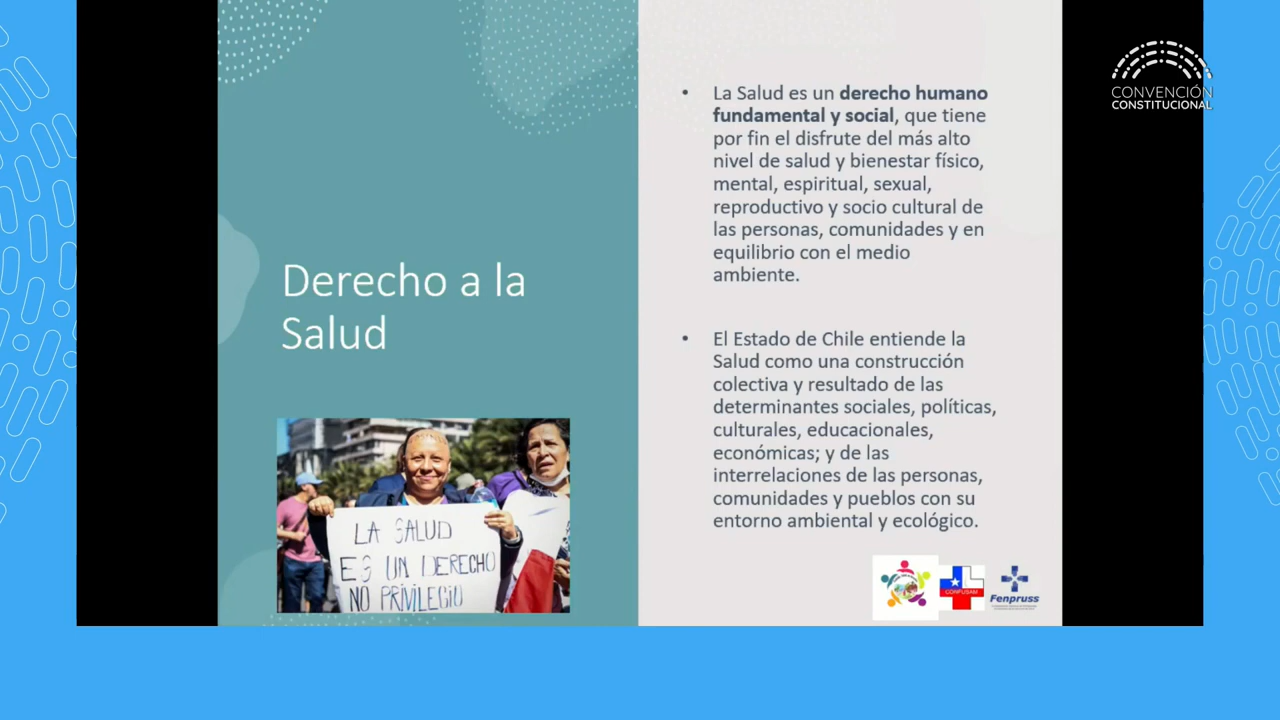 CONVENCIÓN
CONSTITUCIONAL
Derecho a la
Salud
LA SALUD
ES UN DERECHO
NO PRIVILEGIO
• La Salud es un derecho humano
fundamental y social, que tiene
por fin el disfrute del más alto
nivel de salud y bienestar físico,
mental, espiritual, sexual,
reproductivo y socio cultural de
las personas, comunidades y en
equilibrio con el medio
ambiente.
• El Estado de Chile entiende la
Salud como una construcción
colectiva y resultado de las
determinantes sociales, políticas,
culturales, educacionales,
económicas; y de las
interrelaciones de las personas,
comunidades y pueblos con su
entorno ambiental y ecológico.
CONFUSAM
Fenpruss